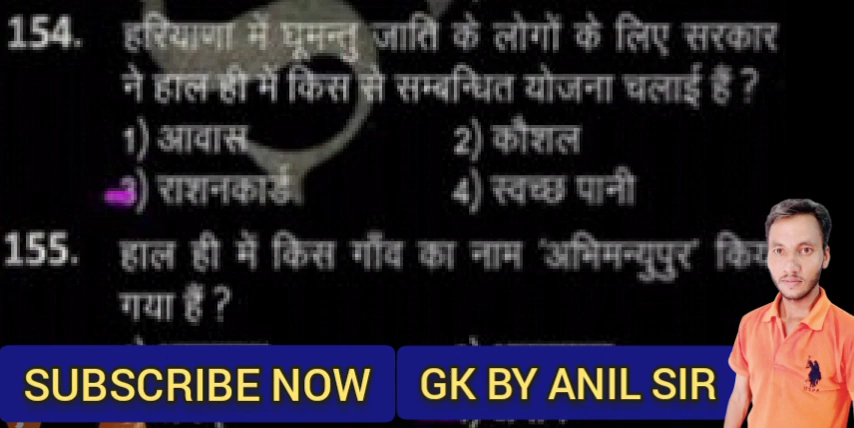 154. हरियाणा में घूमन्तु जाति के लोगों के लिए सरकार
ने हाल ही में किस से सम्बन्धित योजना चलाई हैं ?
1) आवास 2) कौशल
3) राशनकार्ड 4) स्वच्छ पानी
155. हाल ही में किस गाँव का नाम 'अभिमन्युपुर'
गया हैं ?
SUBSCRIBE NOW GK BY ANIL SIR